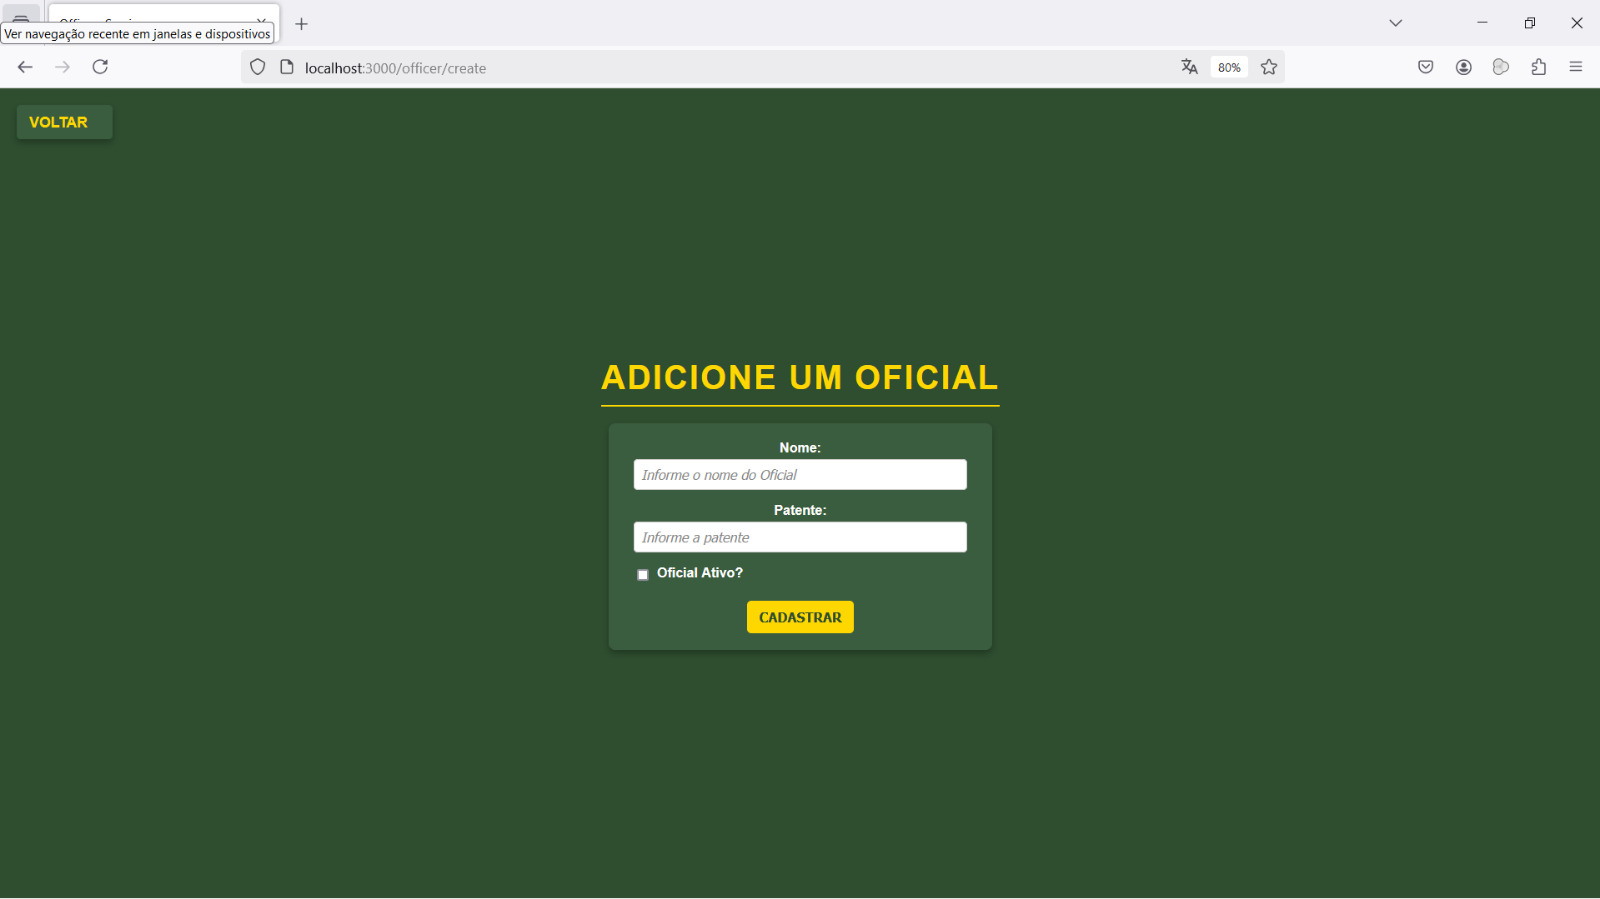 Ver navegação recente em janelas e dispositivos
localhost:3000/officer/create
80%
VOLTAR
ADICIONE UM OFICIAL
Nome:
Informe o nome do Oficial
Patente:
Informe a patente
Oficial Ativo?
CADASTRAR